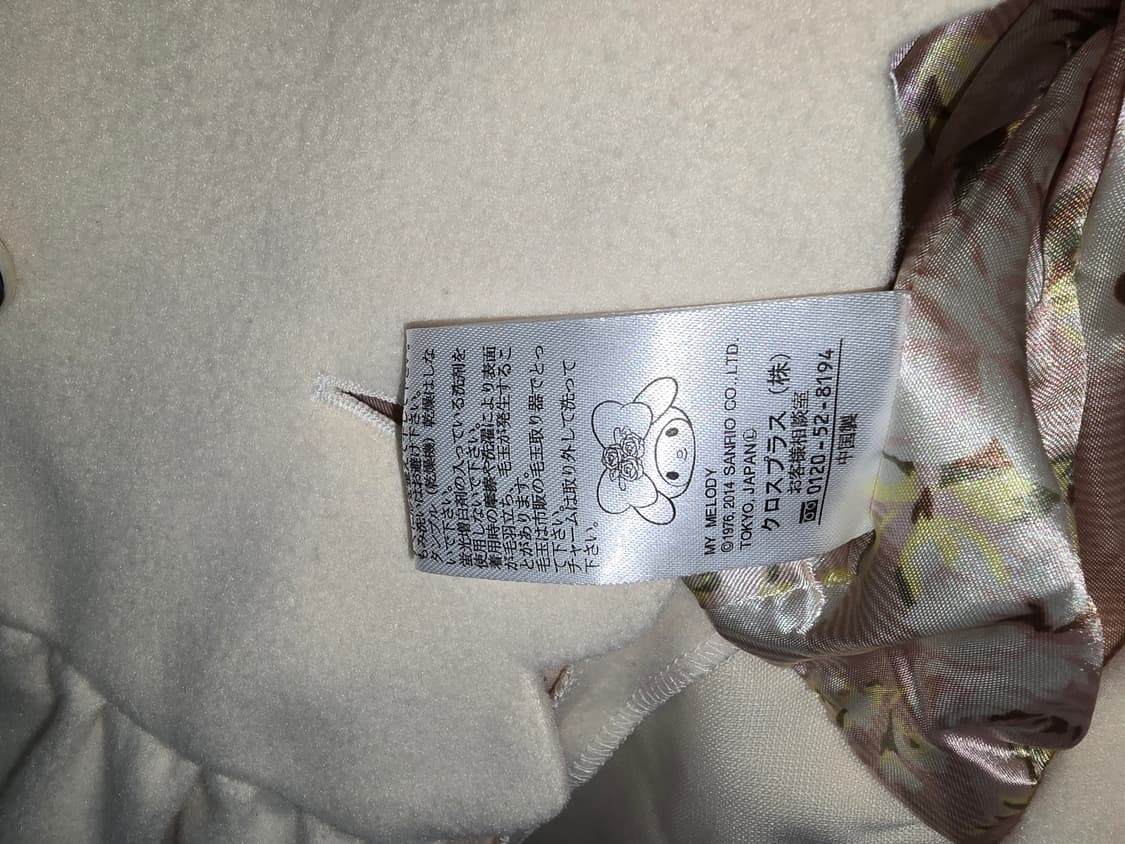 もみ洗いはお避け下さい。
タンブラー（乾燥機）乾燥はしな
いで下さい。
蛍光増白剤の入っている洗剤を
使用しないで下さい。
着用時の摩擦や洗濯により表面
が毛羽立ち、毛玉が発生するこ
とがあります。
毛玉は市販の毛玉取り器でとっ
て下さい。
チャームは取り外して洗って
下さい。
MY MELODY
©1976, 2014 SANRIO CO., LTD.
TOKYO, JAPAN Ⓛ
クロスプラス（株）
お客様相談室
0120-52-8194
中国製